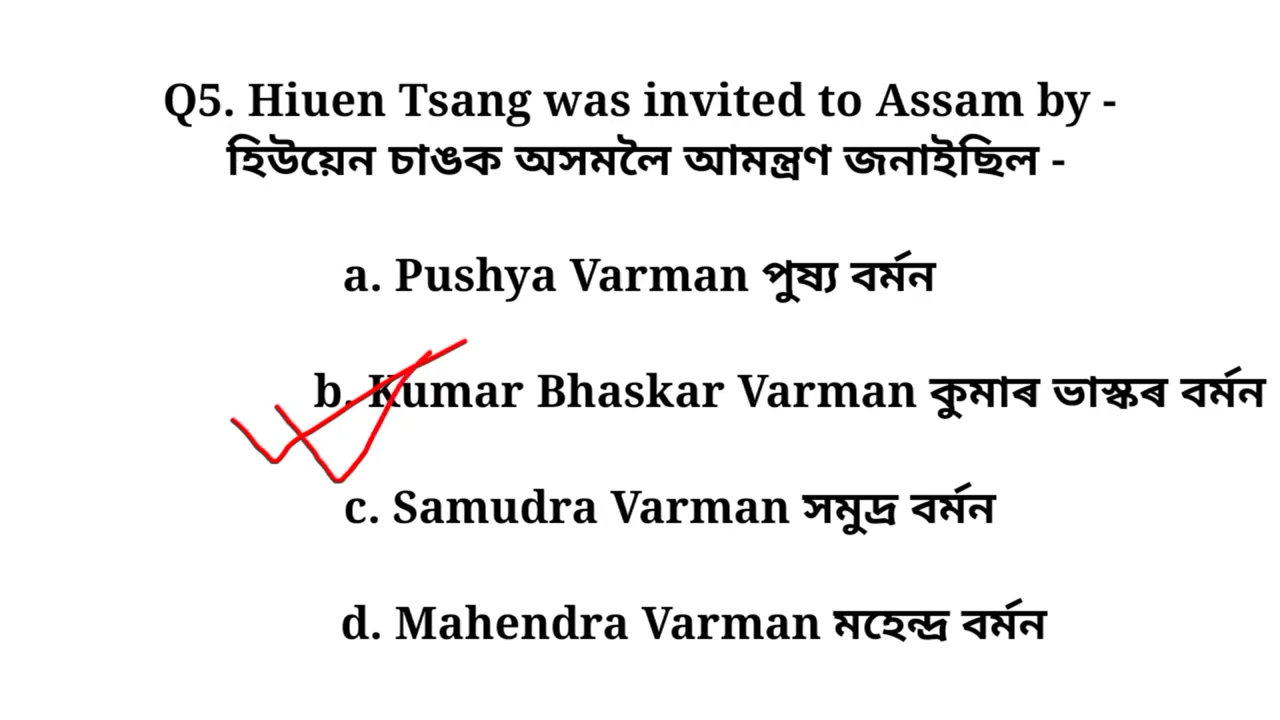 Q5. Hiuen Tsang was invited to Assam by -
হিউয়েন চাঙক অসমলৈ আমন্ত্ৰণ জনাইছিল -
a. Pushya Varman পুষ্য বৰ্মন
b. Kumar Bhaskar Varman কুমাৰ ভাস্কৰ বৰ্মন
c. Samudra Varman সমুদ্ৰ বৰ্মন
d. Mahendra Varman মহেন্দ্ৰ বৰ্মন